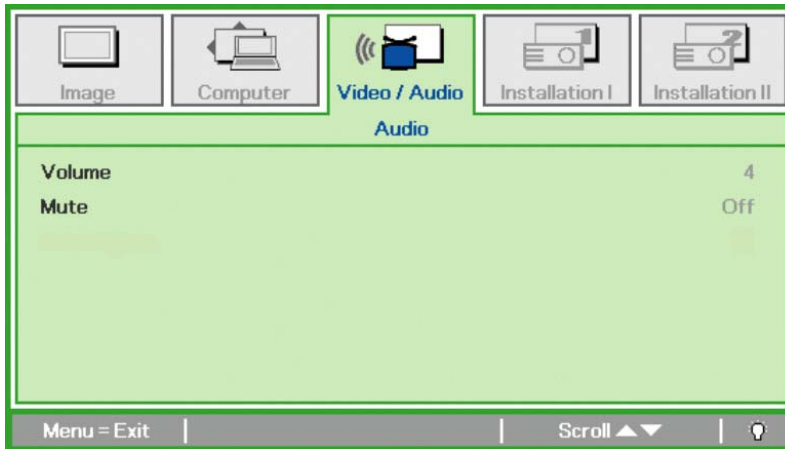 Image
Computer
Video / Audio
Installation I
Installation II
Audio
Volume 4
Mute Off
Menu = Exit Scroll ▲▼